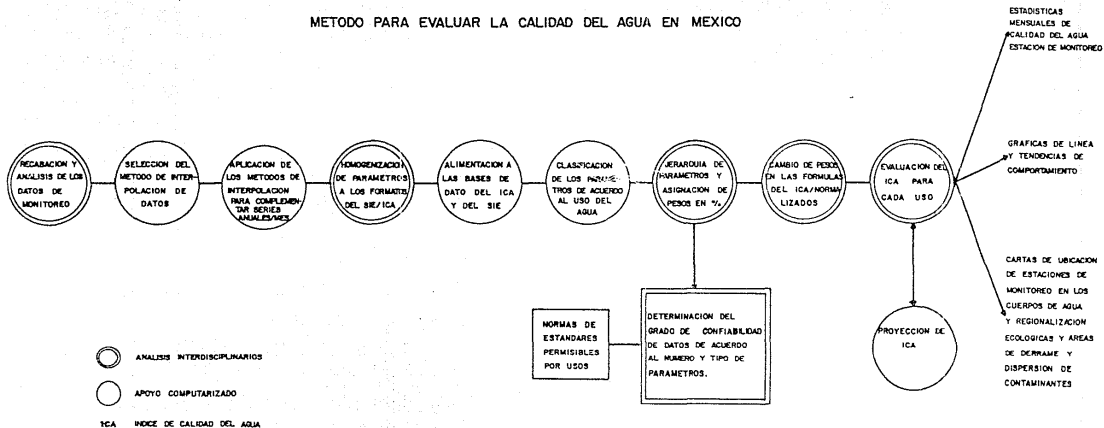 METODO PARA EVALUAR LA CALIDAD DEL AGUA EN MEXICO
ESTADISTICAS
MENSUALES DE
CALIDAD DEL AGUA
ESTACION DE MONITOREO
RECABACION Y
ANALISIS DE LOS
DATOS DE
MONITOREO
SELECCION DEL
METODO DE INTER-
POLACION DE
DATOS
APLICACION DE
LOS METODOS DE
INTERPOLACION
PARA COMPLEMEN-
TAR SERIES
ANUALES/MES.
HOMOGENIZACION
DE PARAMETROS
A LOS FORMATOS
DEL SIE/ICA.
ALIMENTACION A
LAS BASES DE
DATO DEL ICA
Y DEL SIE
CLASIFICACION
DE LOS PARAME-
TROS DE ACUERDO
AL USO DEL
AGUA
JERARQUIA DE
PARAMETROS Y
ASIGNACION DE
PESOS EN %.
CAMBIO DE PESOS
EN LAS FORMULAS
DEL ICA/NORMA
LIZADOS
EVALUACION DEL
ICA PARA
CADA USO
GRAFICAS DE LINEA
Y TENDENCIAS DE
COMPORTAMIENTO
CARTAS DE UBICACION
DE ESTACIONES DE
MONITOREO EN LOS
CUERPOS DE AGUA
Y REGIONALIZACION
ECOLOGICAS Y AREAS
DE DERRAME Y
DISPERSION DE
CONTAMINANTES
NORMAS DE
ESTANDARES
PERMISIBLES
POR USOS
DETERMINACION DEL
GRADO DE CONFIABILIDAD
DE DATOS DE ACUERDO
AL NUMERO Y TIPO DE
PARAMETROS.
PROYECCION DE
ICA
ANALISIS INTERDISCIPLINARIOS
APOYO COMPUTARIZADO
ICA INDICE DE CALIDAD DEL AGUA